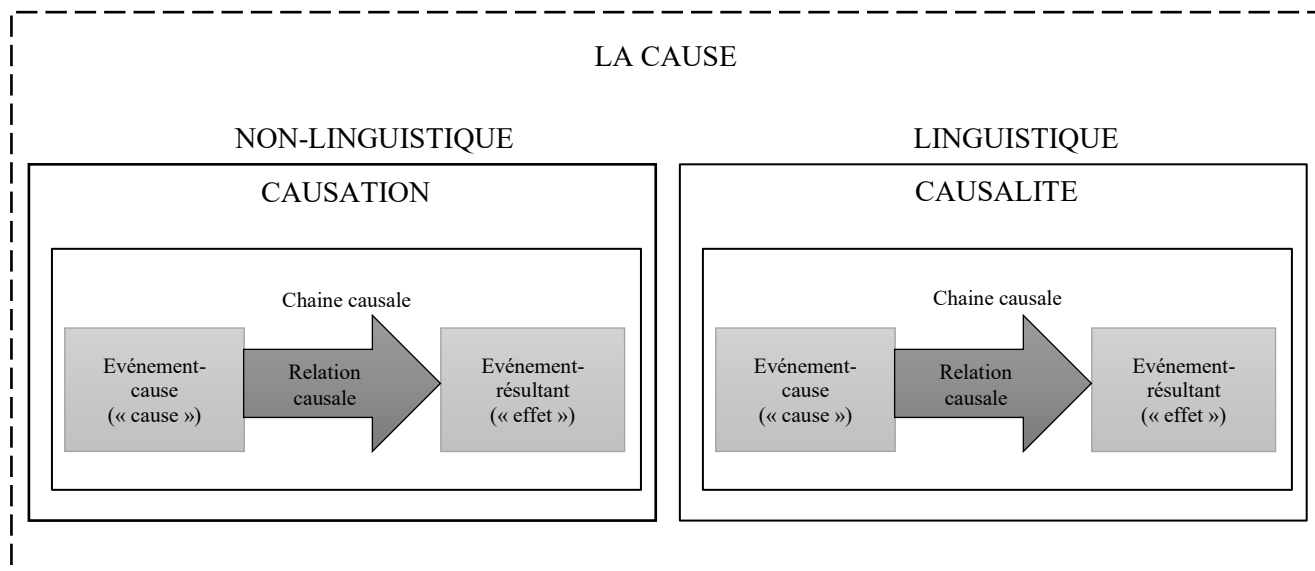 LA CAUSE
NON-LINGUISTIQUE
CAUSATION
Chaine causale
Evénement-
cause
(« cause »)
Relation
causale
Evénement-
résultant
(« effet »)
LINGUISTIQUE
CAUSALITE
Chaine causale
Evénement-
cause
(« cause »)
Relation
causale
Evénement-
résultant
(« effet »)